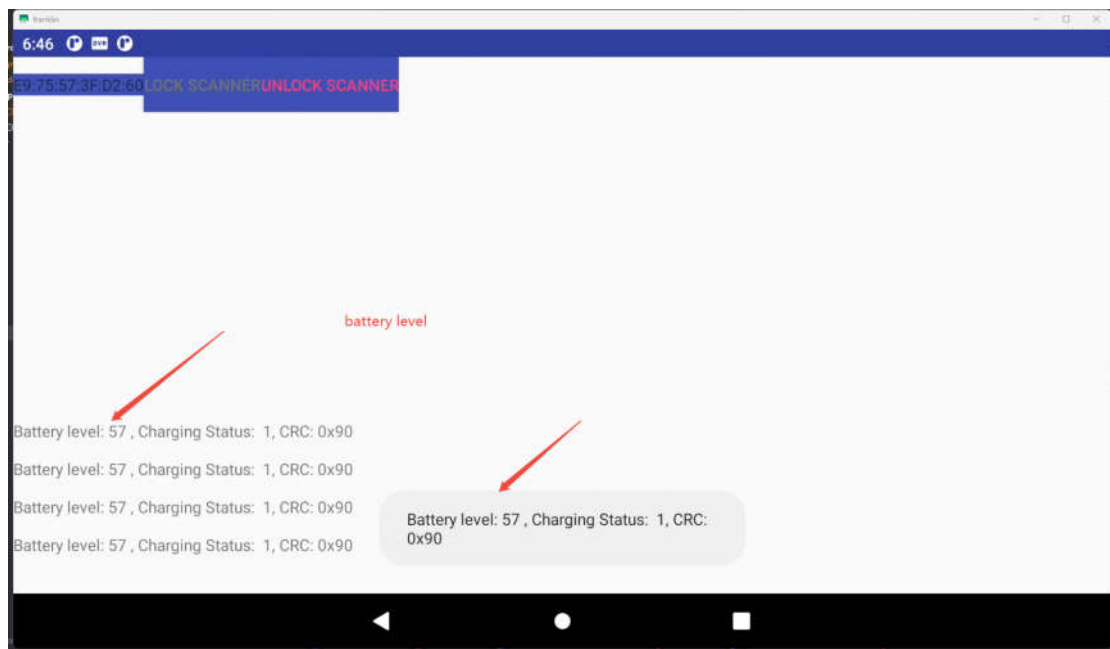 franklin
6:46
E9:75:57:3F:D2:60 LOCK SCANNER UNLOCK SCANNER
battery level
Battery level: 57 , Charging Status:  1, CRC: 0x90
Battery level: 57 , Charging Status:  1, CRC: 0x90
Battery level: 57 , Charging Status:  1, CRC: 0x90
Battery level: 57 , Charging Status:  1, CRC: 0x90
Battery level: 57 , Charging Status:  1, CRC:
0x90